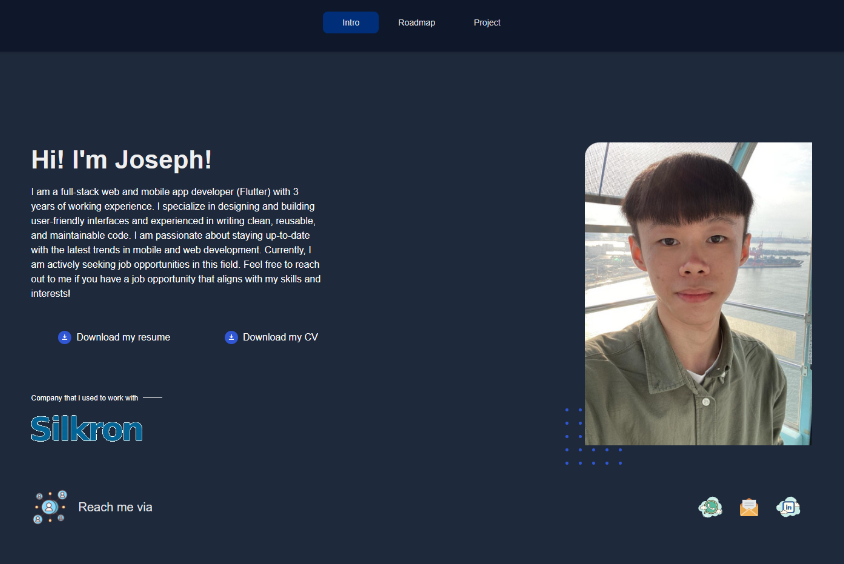 Intro Roadmap Project
Hi! I'm Joseph!
I am a full-stack web and mobile app developer (Flutter) with 3
years of working experience. I specialize in designing and building
user-friendly interfaces and experienced in writing clean, reusable,
and maintainable code. I am passionate about staying up-to-date
with the latest trends in mobile and web development. Currently, I
am actively seeking job opportunities in this field. Feel free to reach
out to me if you have a job opportunity that aligns with my skills and
interests!
Download my resume Download my CV
Company that I used to work with
Silkron
Reach me via
in